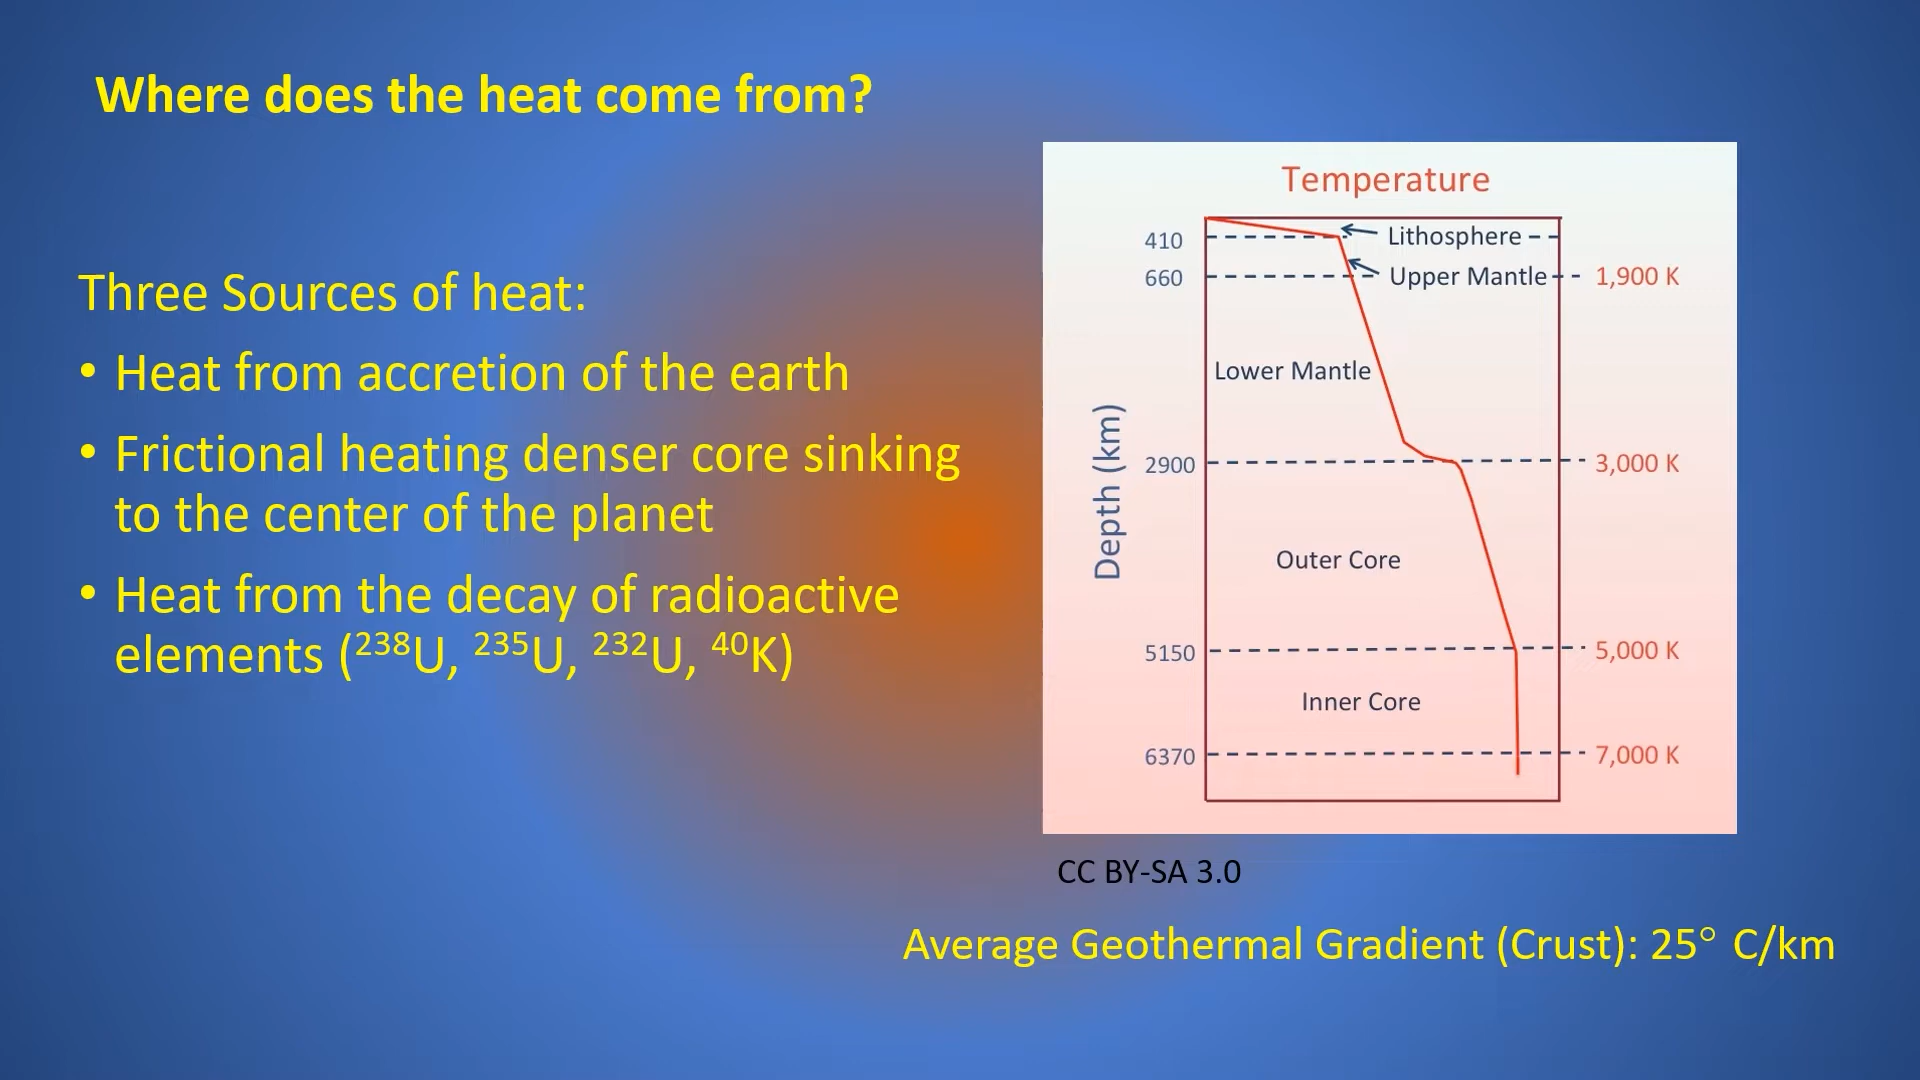 Where does the heat come from?
Three Sources of heat:
• Heat from accretion of the earth
• Frictional heating denser core sinking
to the center of the planet
• Heat from the decay of radioactive
elements (²³⁸U, ²³⁵U, ²³²U, ⁴⁰K)
Temperature
410
Lithosphere
660
Upper Mantle
1,900 K
Lower Mantle
Depth (km)
2900
3,000 K
Outer Core
5150
5,000 K
Inner Core
6370
7,000 K
CC BY-SA 3.0
Average Geothermal Gradient (Crust): 25° C/km